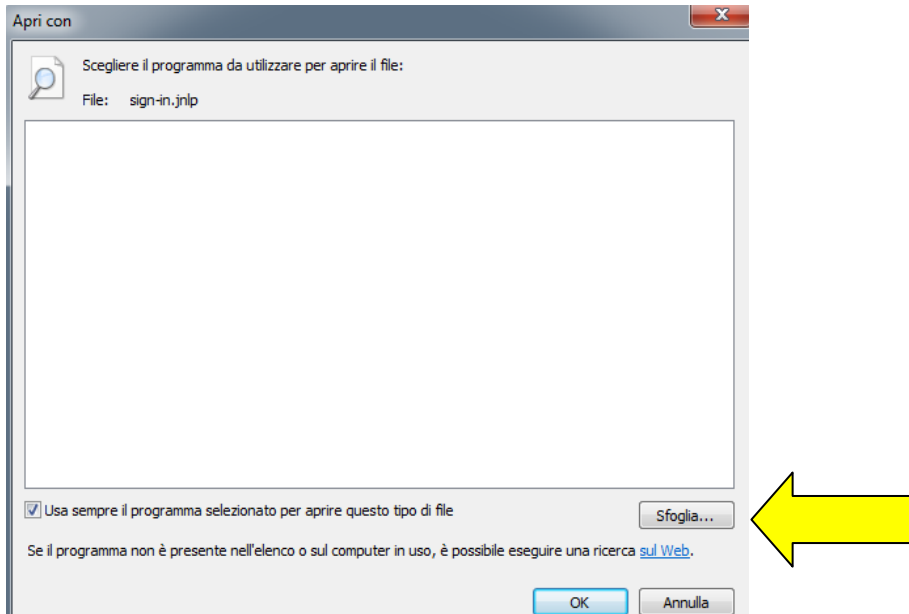 Apri con
Scegliere il programma da utilizzare per aprire il file:
File: sign-in.jnlp
Usa sempre il programma selezionato per aprire questo tipo di file
Sfoglia...
Se il programma non è presente nell'elenco o sul computer in uso, è possibile eseguire una ricerca sul Web.
OK Annulla